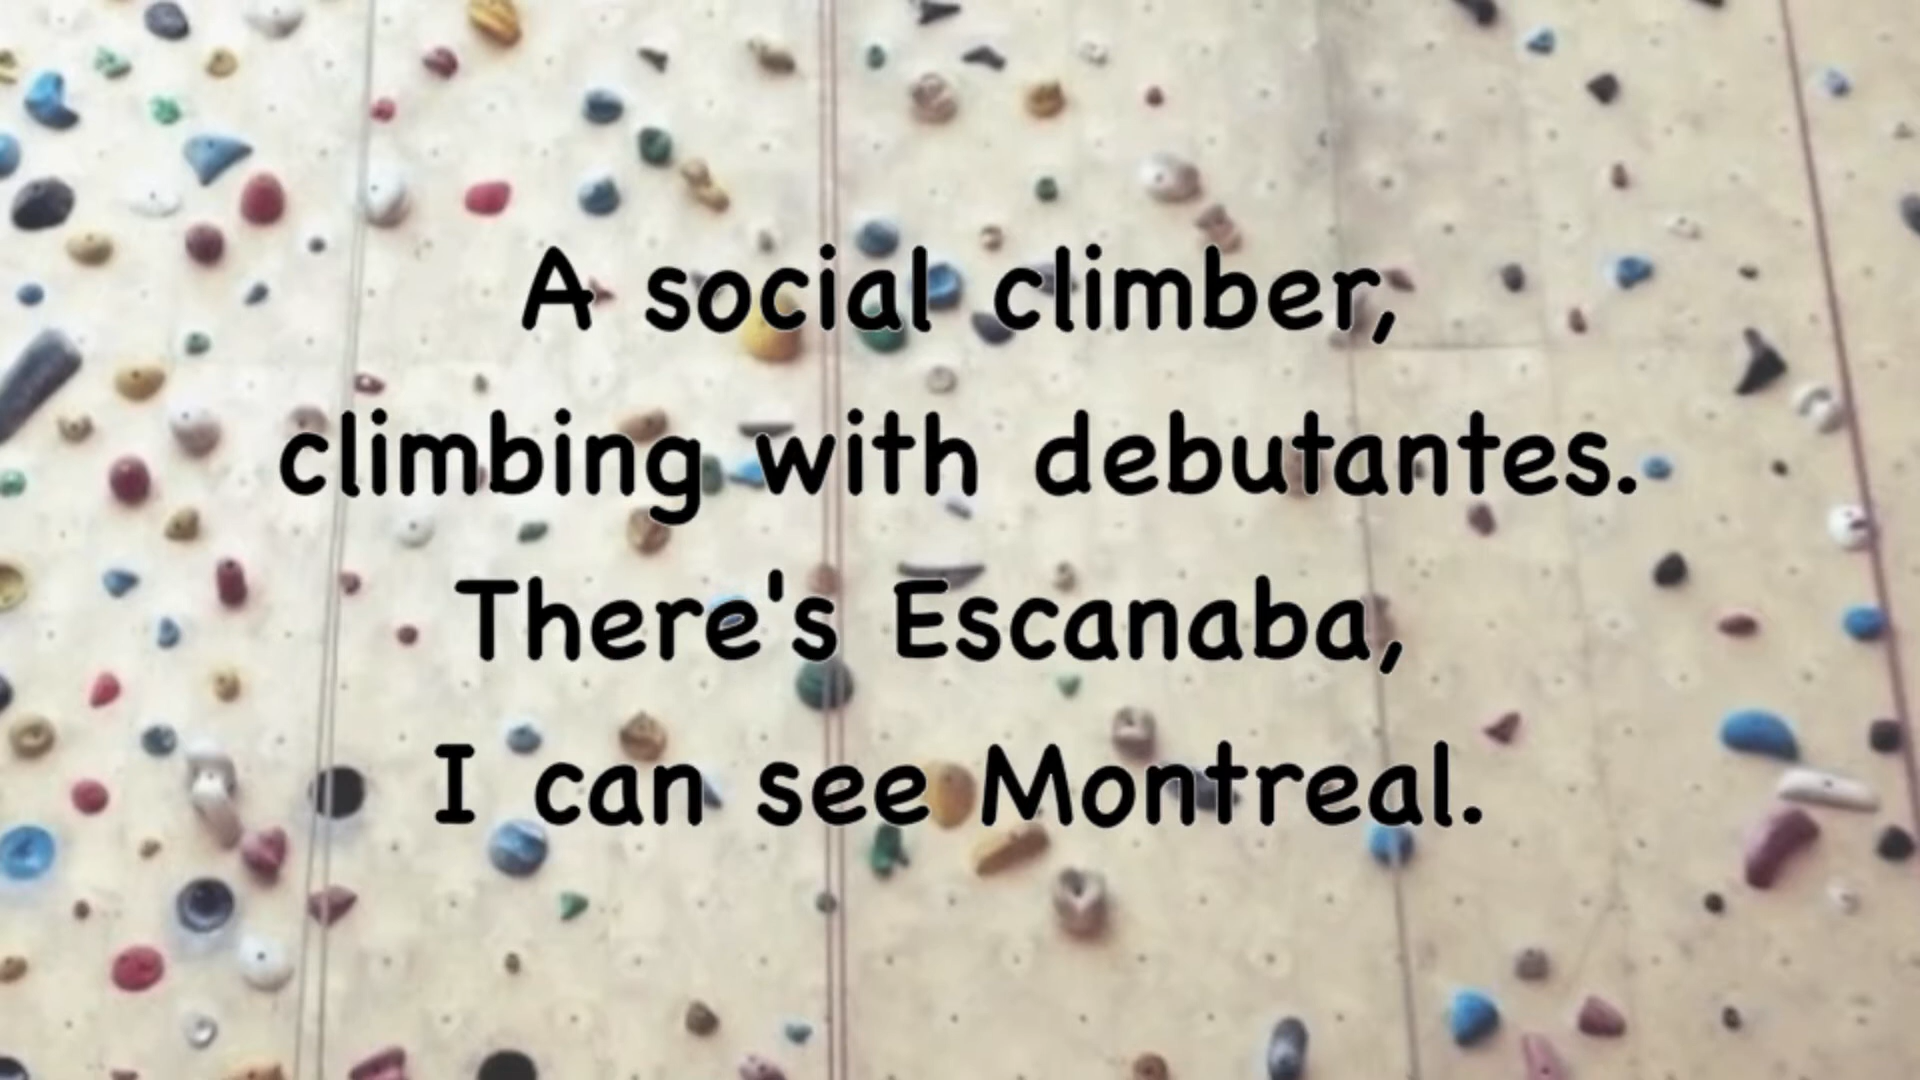 A social climber,
climbing with debutantes.
There's Escanaba,
I can see Montreal.